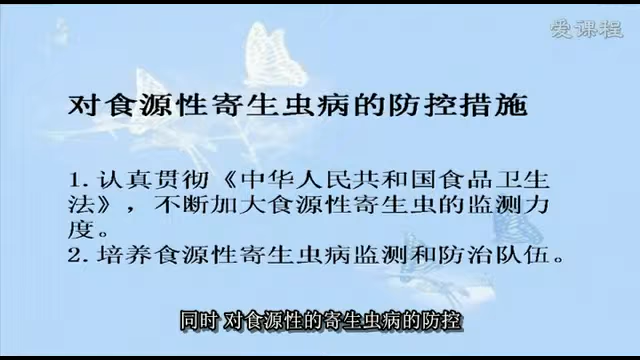 爱课程
对食源性寄生虫病的防控措施
1.认真贯彻《中华人民共和国食品卫生
法》，不断加大食源性寄生虫的监测力
度。
2.培养食源性寄生虫病监测和防治队伍。
同时 对食源性的寄生虫病的防控